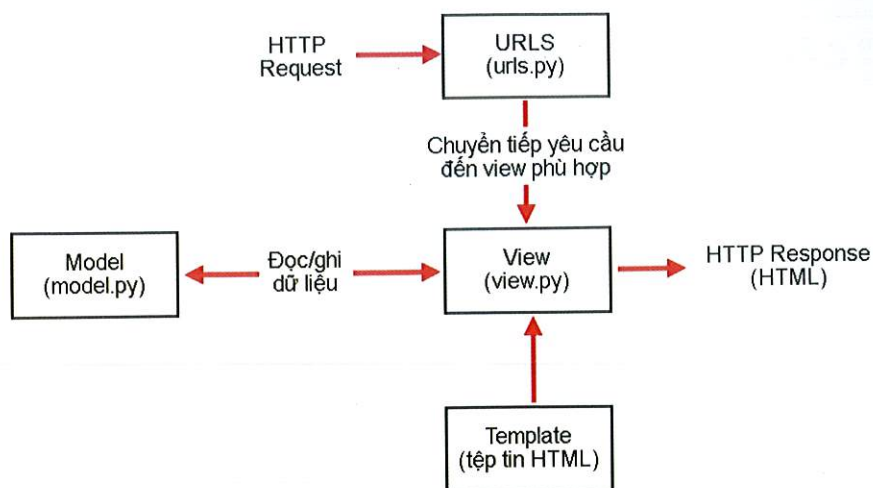 HTTP
Request
URLS
(urls.py)
Chuyển tiếp yêu cầu
đến view phù hợp
Model
(model.py)
Đọc/ghi
dữ liệu
View
(view.py)
HTTP Response
(HTML)
Template
(tệp tin HTML)